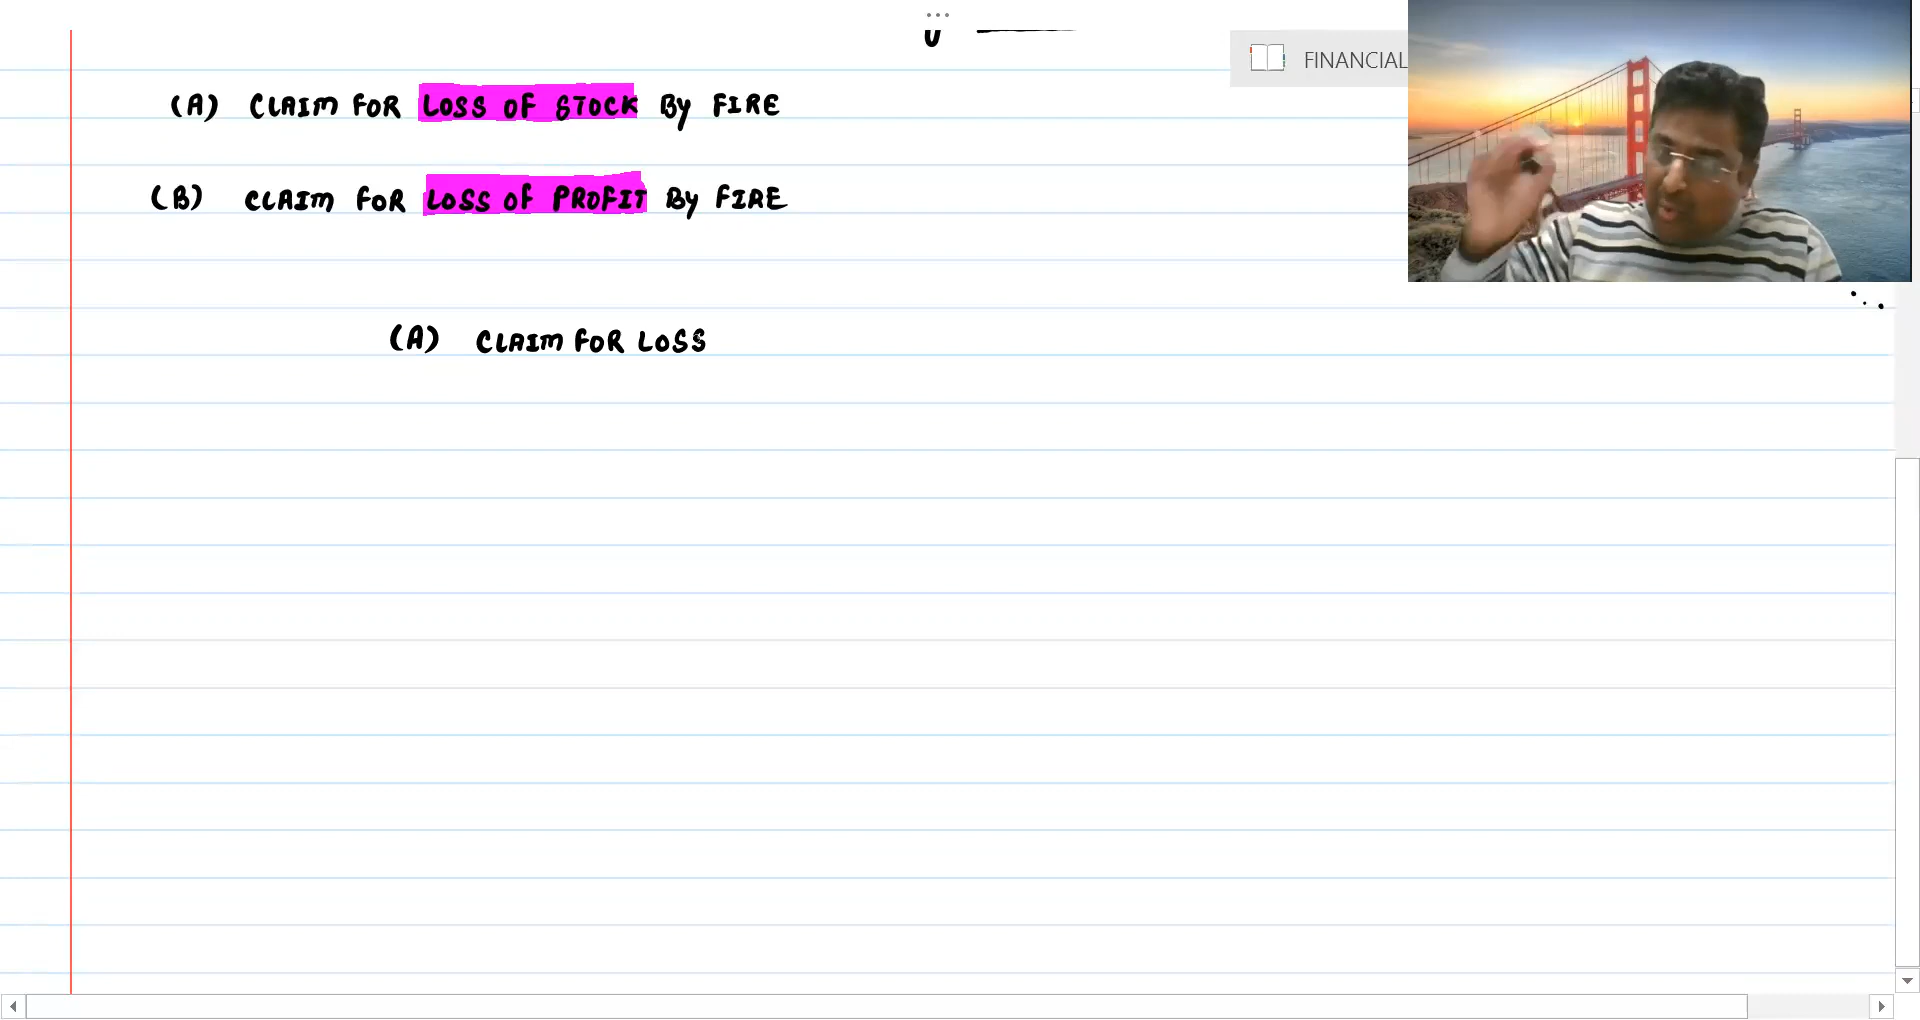 FINANCIAL
(A) CLAIM FOR LOSS OF STOCK By FIRE
(B) CLAIM FOR LOSS OF PROFIT By FIRE
(A) CLAIM FOR LOSS